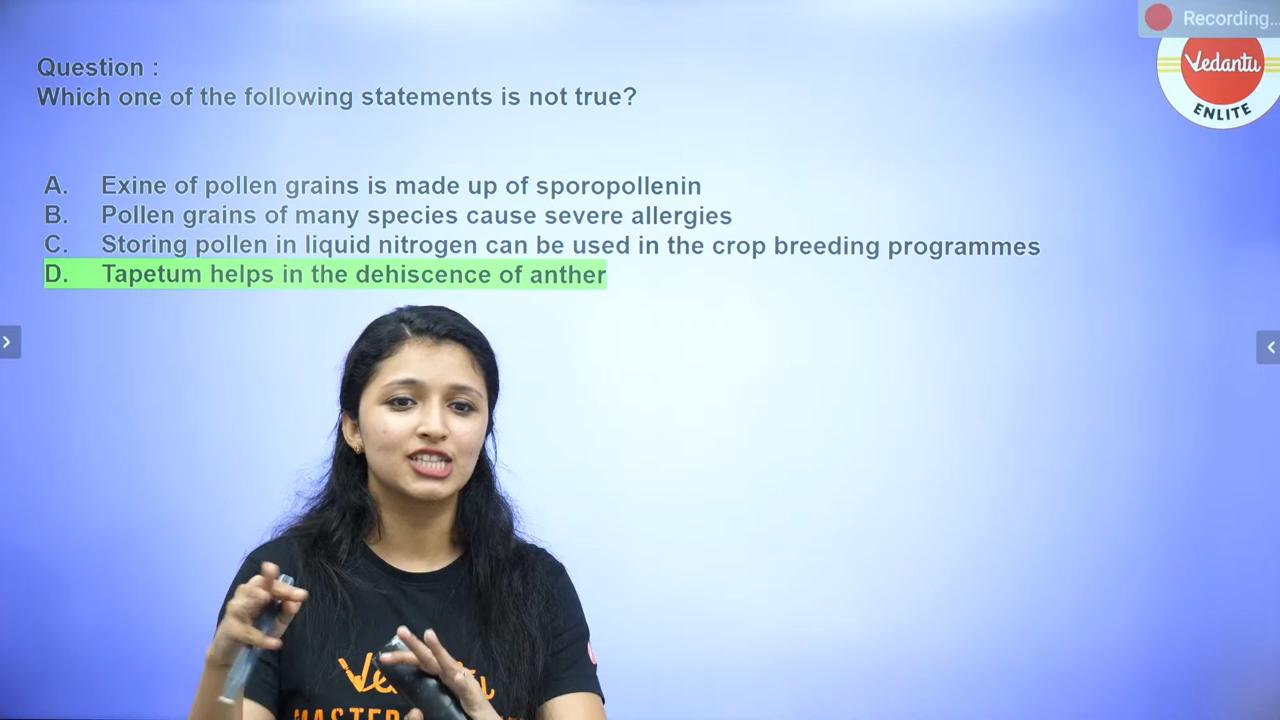 Recording...
Question :
Which one of the following statements is not true?
Vedantu
ENLITE
A. Exine of pollen grains is made up of sporopollenin
B. Pollen grains of many species cause severe allergies
C. Storing pollen in liquid nitrogen can be used in the crop breeding programmes
D. Tapetum helps in the dehiscence of anther